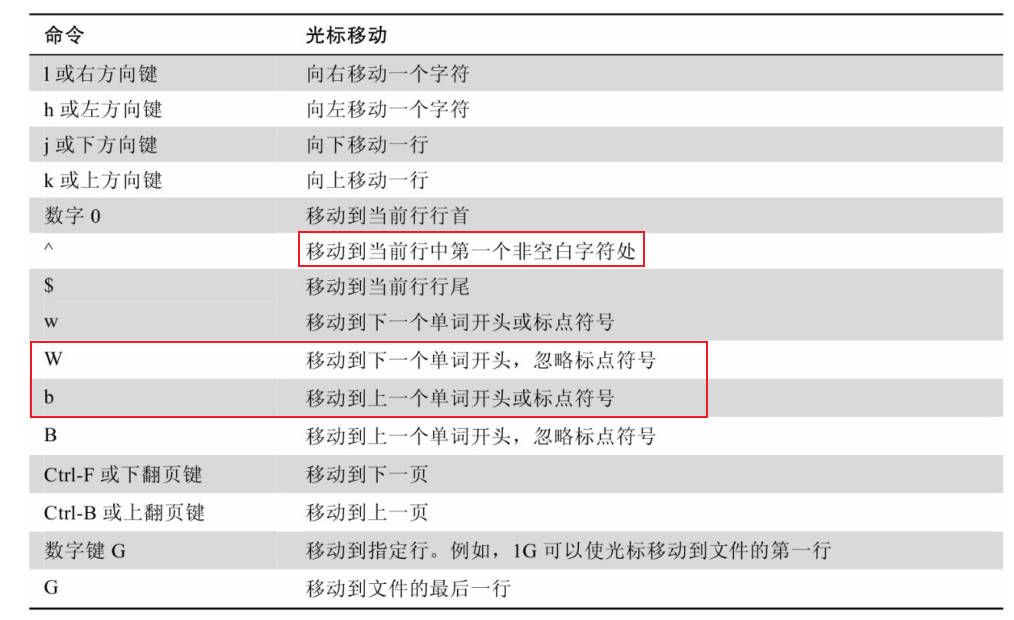 命令 光标移动
l 或右方向键 向右移动一个字符
h 或左方向键 向左移动一个字符
j 或下方向键 向下移动一行
k 或上方向键 向上移动一行
数字 0 移动到当前行行首
^ 移动到当前行中第一个非空白字符处
$ 移动到当前行行尾
w 移动到下一个单词开头或标点符号
W 移动到下一个单词开头，忽略标点符号
b 移动到上一个单词开头或标点符号
B 移动到上一个单词开头，忽略标点符号
Ctrl-F 或下翻页键 移动到下一页
Ctrl-B 或上翻页键 移动到上一页
数字键 G 移动到指定行。例如，1G 可以使光标移动到文件的第一行
G 移动到文件的最后一行